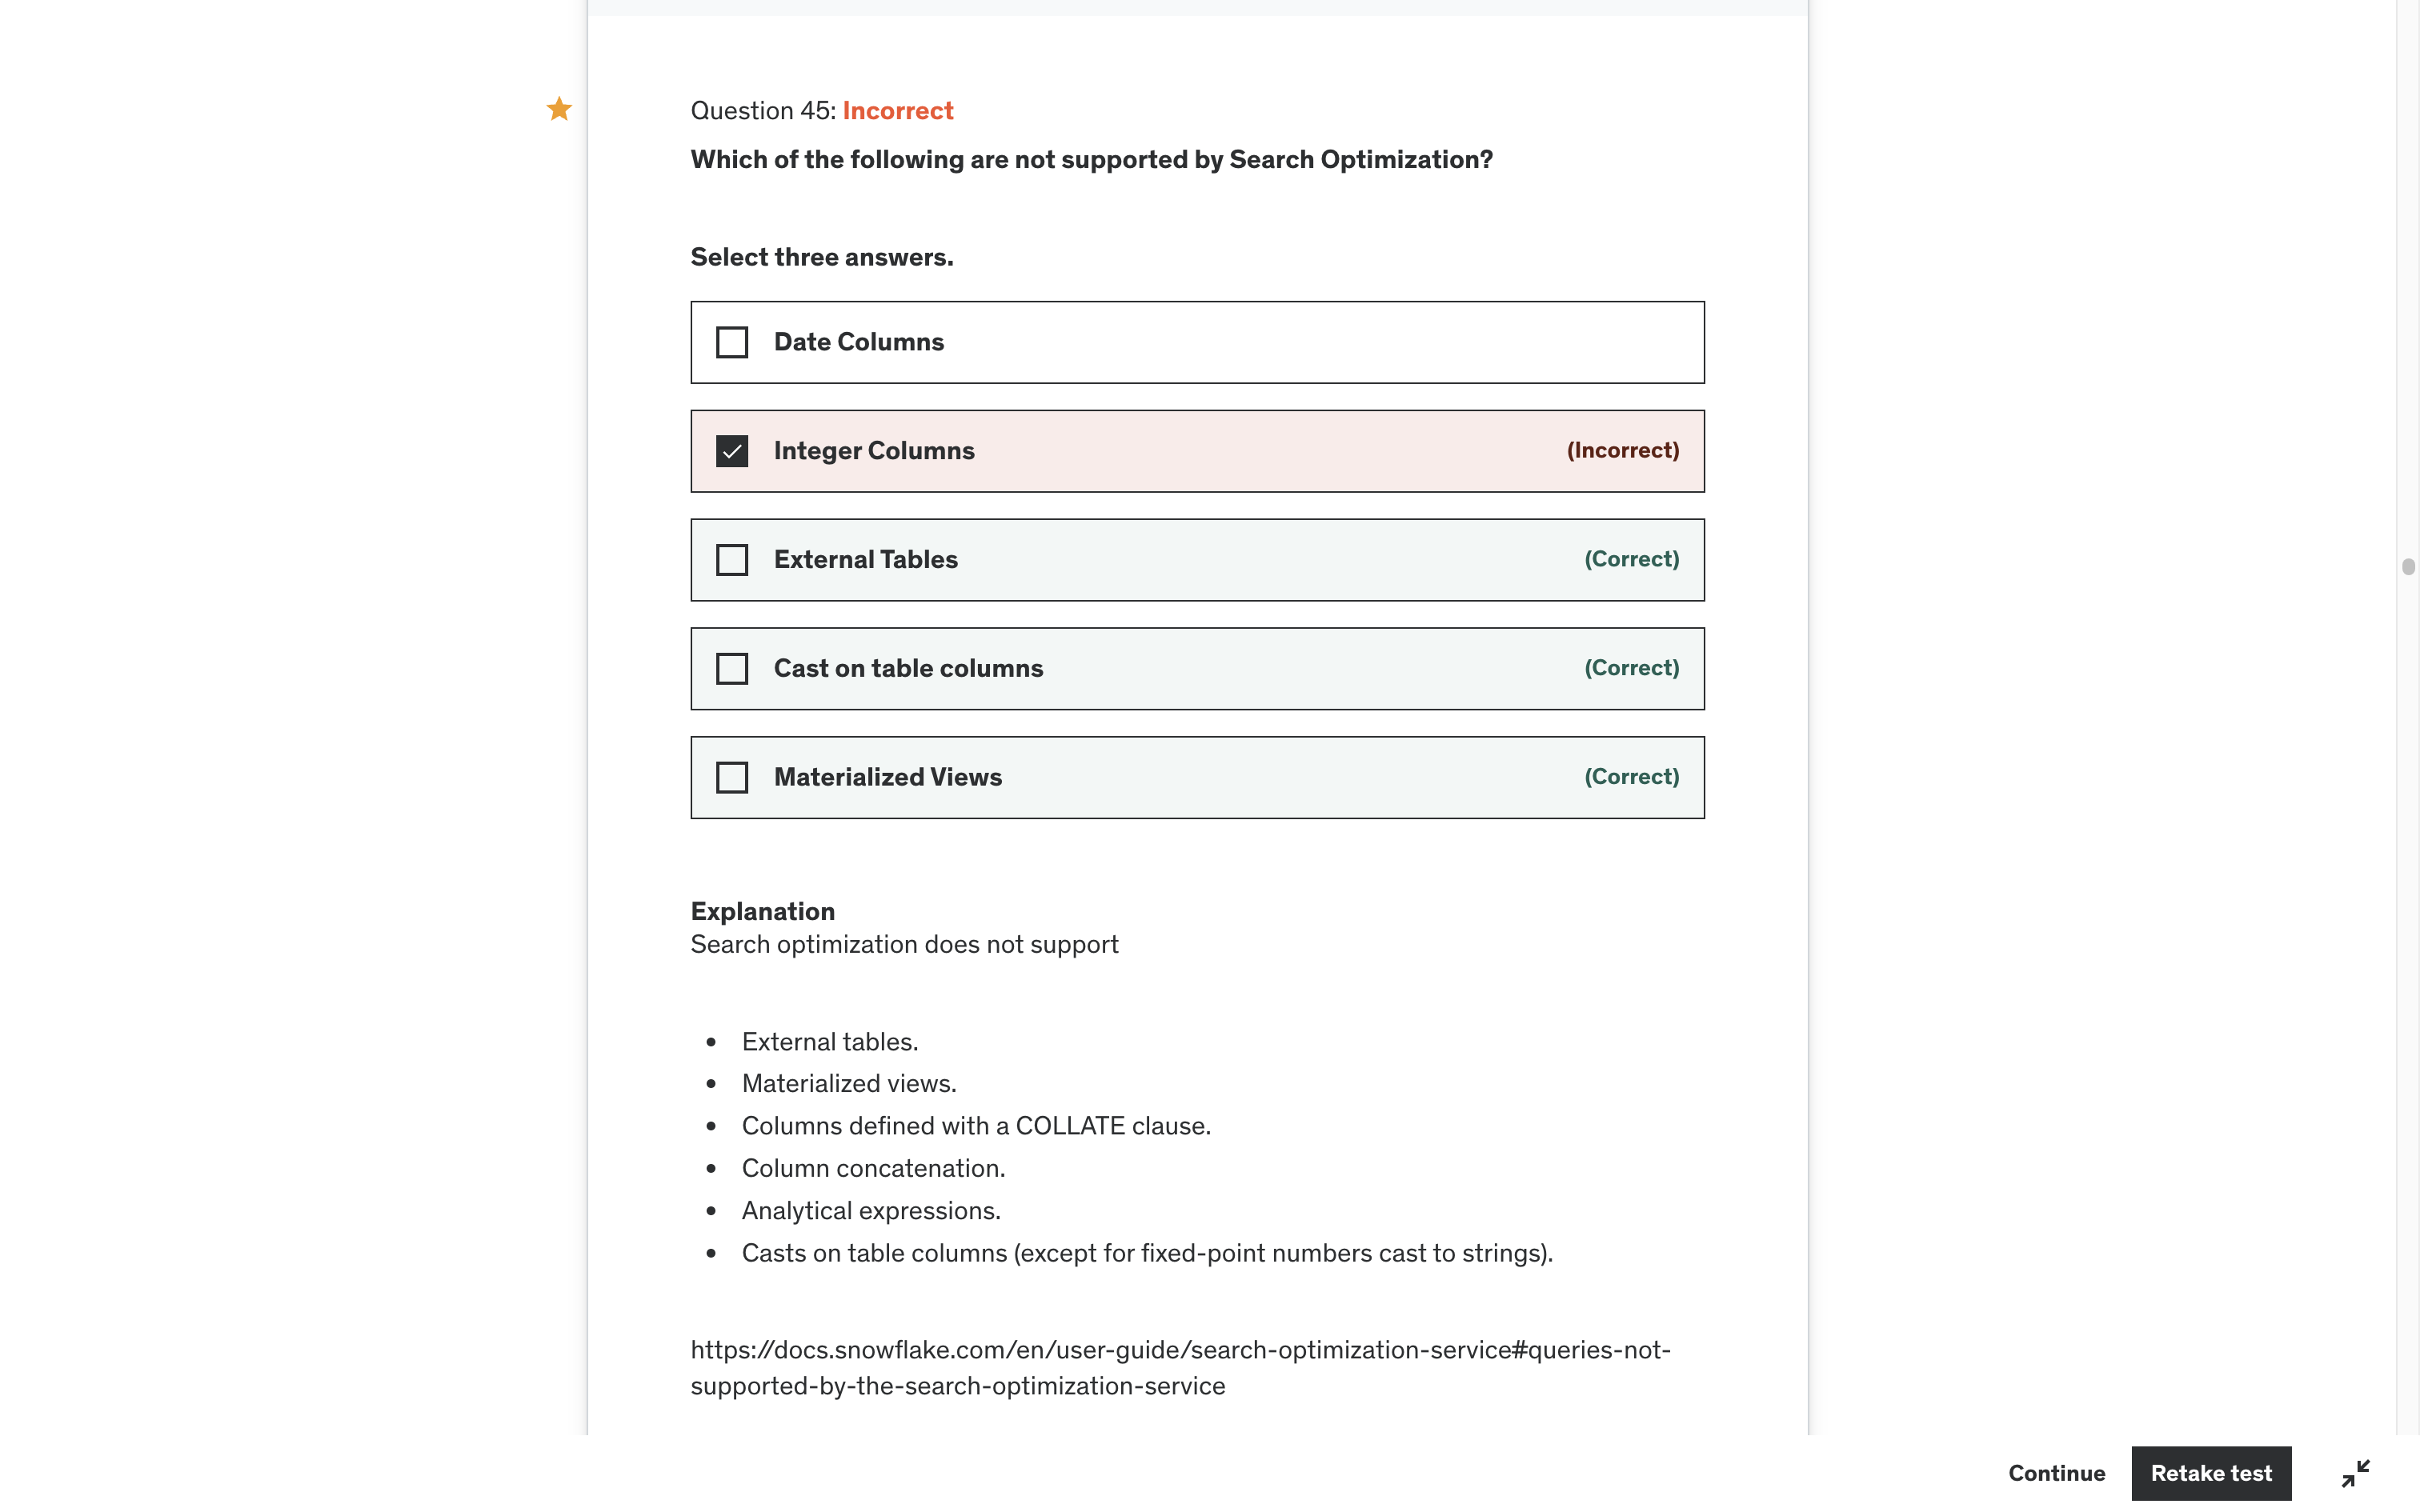 Question 45: Incorrect
Which of the following are not supported by Search Optimization?
Select three answers.
Date Columns
Integer Columns (Incorrect)
External Tables (Correct)
Cast on table columns (Correct)
Materialized Views (Correct)
Explanation
Search optimization does not support
External tables.
Materialized views.
Columns defined with a COLLATE clause.
Column concatenation.
Analytical expressions.
Casts on table columns (except for fixed-point numbers cast to strings).
https://docs.snowflake.com/en/user-guide/search-optimization-service#queries-not-
supported-by-the-search-optimization-service
Continue Retake test